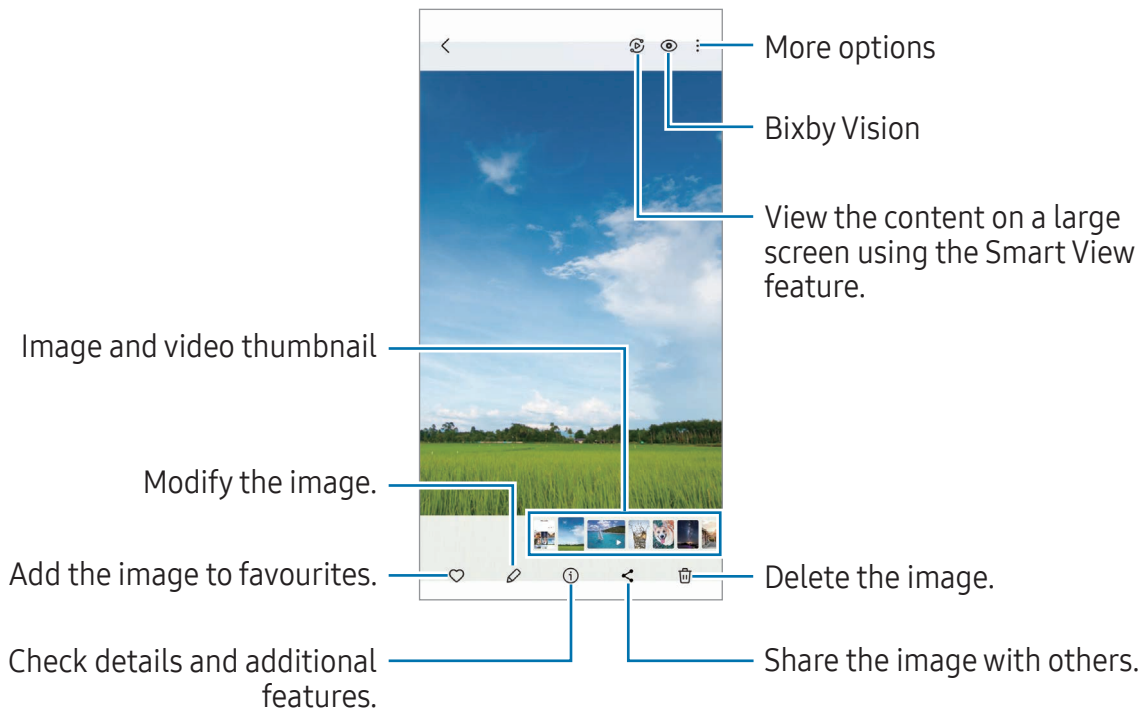 More options
Bixby Vision
View the content on a large
screen using the Smart View
feature.
Image and video thumbnail
Modify the image.
Add the image to favourites.
Delete the image.
Check details and additional
features.
Share the image with others.